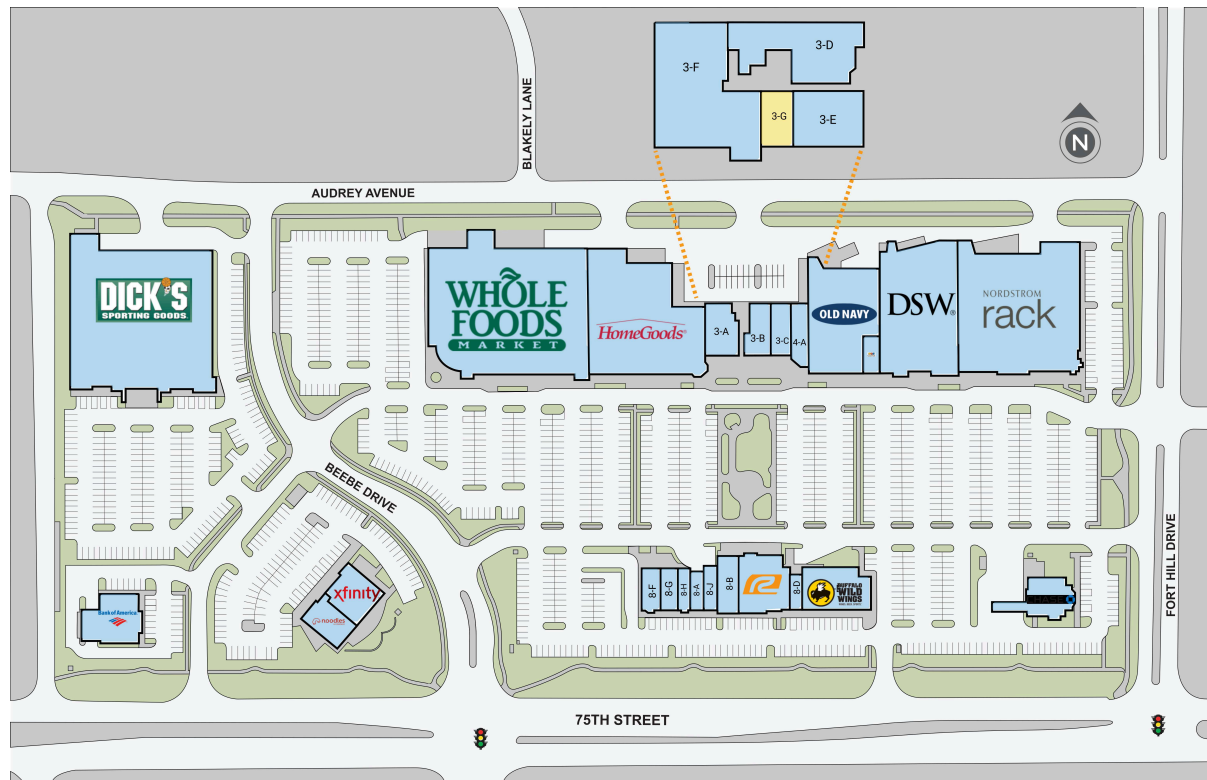 3-D
3-F
3-G
3-E
BLAKELY LANE
N
AUDREY AVENUE
DICK'S
SPORTING GOODS
WHOLE
FOODS
MARKET
HomeGoods
3-A
3-B
3-C
4-A
OLD NAVY
DSW
NORDSTROM
rack
BEEBE DRIVE
FORT HILL DRIVE
8-F
8-G
8-H
8-A
8-J
8-B
8-D
BUFFALO
WILD
WINGS
CHASE
xfinity
noodles
Bank of America
75TH STREET